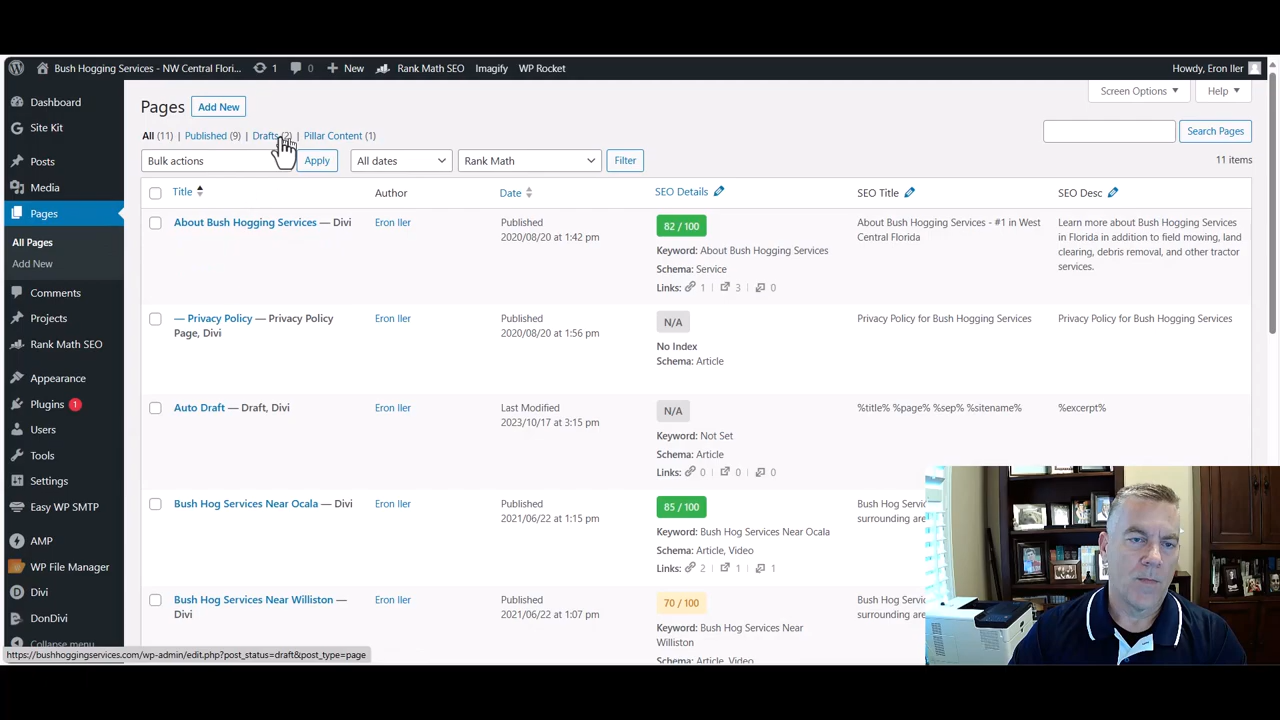 Bush Hogging Services - NW Central Flori... 1 0 New Rank Math SEO Imagify WP Rocket Howdy, Eron Iler
Dashboard
Site Kit
Posts
Media
Pages
All Pages
Add New
Comments
Projects
Rank Math SEO
Appearance
Plugins 1
Users
Tools
Settings
Easy WP SMTP
AMP
WP File Manager
Divi
DonDivi
Collapse menu
Screen Options Help
Pages Add New
All (11) | Published (9) | Drafts (2) | Pillar Content (1)
Search Pages
Bulk actions Apply All dates Rank Math Filter 11 items
Title Author Date SEO Details SEO Title SEO Desc
About Bush Hogging Services — Divi
Eron Iler
Published
2020/08/20 at 1:42 pm
82 / 100
Keyword: About Bush Hogging Services
Schema: Service
Links: 1 | 3 | 0
About Bush Hogging Services - #1 in West
Central Florida
Learn more about Bush Hogging Services
in Florida in addition to field mowing, land
clearing, debris removal, and other tractor
services.
— Privacy Policy — Privacy Policy
Page, Divi
Eron Iler
Published
2020/08/20 at 1:56 pm
N/A
No Index
Schema: Article
Privacy Policy for Bush Hogging Services
Privacy Policy for Bush Hogging Services
Auto Draft — Draft, Divi
Eron Iler
Last Modified
2023/10/17 at 3:15 pm
N/A
Keyword: Not Set
Schema: Article
Links: 0 | 0 | 0
%title% %page% %sep% %sitename%
%excerpt%
Bush Hog Services Near Ocala — Divi
Eron Iler
Published
2021/06/22 at 1:15 pm
85 / 100
Keyword: Bush Hog Services Near Ocala
Schema: Article, Video
Links: 2 | 1 | 1
Bush Hog Servic
surrounding are
Bush Hog Services Near Williston —
Divi
Eron Iler
Published
2021/06/22 at 1:07 pm
70 / 100
Keyword: Bush Hog Services Near
Williston
Schema: Article, Video
Bush Hog Servic
surrounding are
https://bushhoggingservices.com/wp-admin/edit.php?post_status=draft&post_type=page